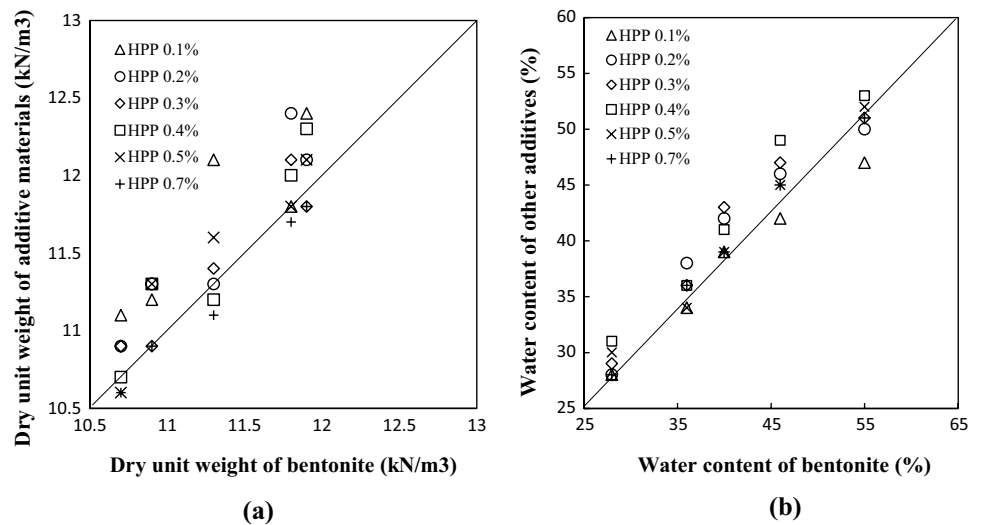 Dry unit weight of additive materials (kN/m3)
13
12.5
12
11.5
11
10.5
HPP 0.1%
HPP 0.2%
HPP 0.3%
HPP 0.4%
HPP 0.5%
HPP 0.7%
10.5 11 11.5 12 12.5 13
Dry unit weight of bentonite (kN/m3)
(a)
Water content of other additives (%)
60
55
50
45
40
35
30
25
HPP 0.1%
HPP 0.2%
HPP 0.3%
HPP 0.4%
HPP 0.5%
HPP 0.7%
25 35 45 55 65
Water content of bentonite (%)
(b)